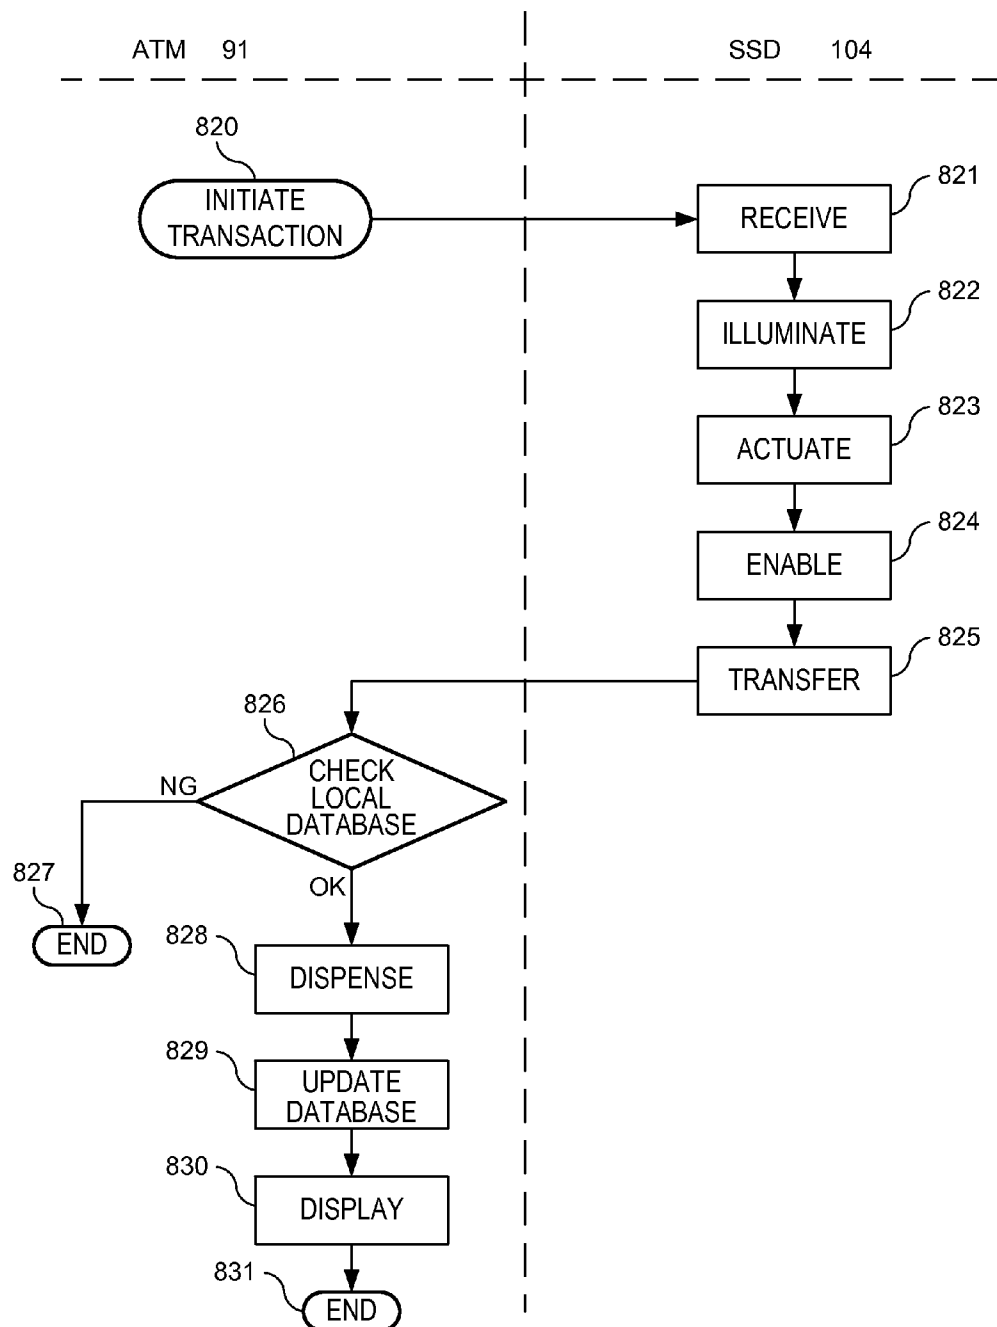 ATM 91
SSD 104
820
INITIATE
TRANSACTION
821
RECEIVE
822
ILLUMINATE
823
ACTUATE
824
ENABLE
825
TRANSFER
826
CHECK
LOCAL
DATABASE
NG
OK
827
END
828
DISPENSE
829
UPDATE
DATABASE
830
DISPLAY
831
END